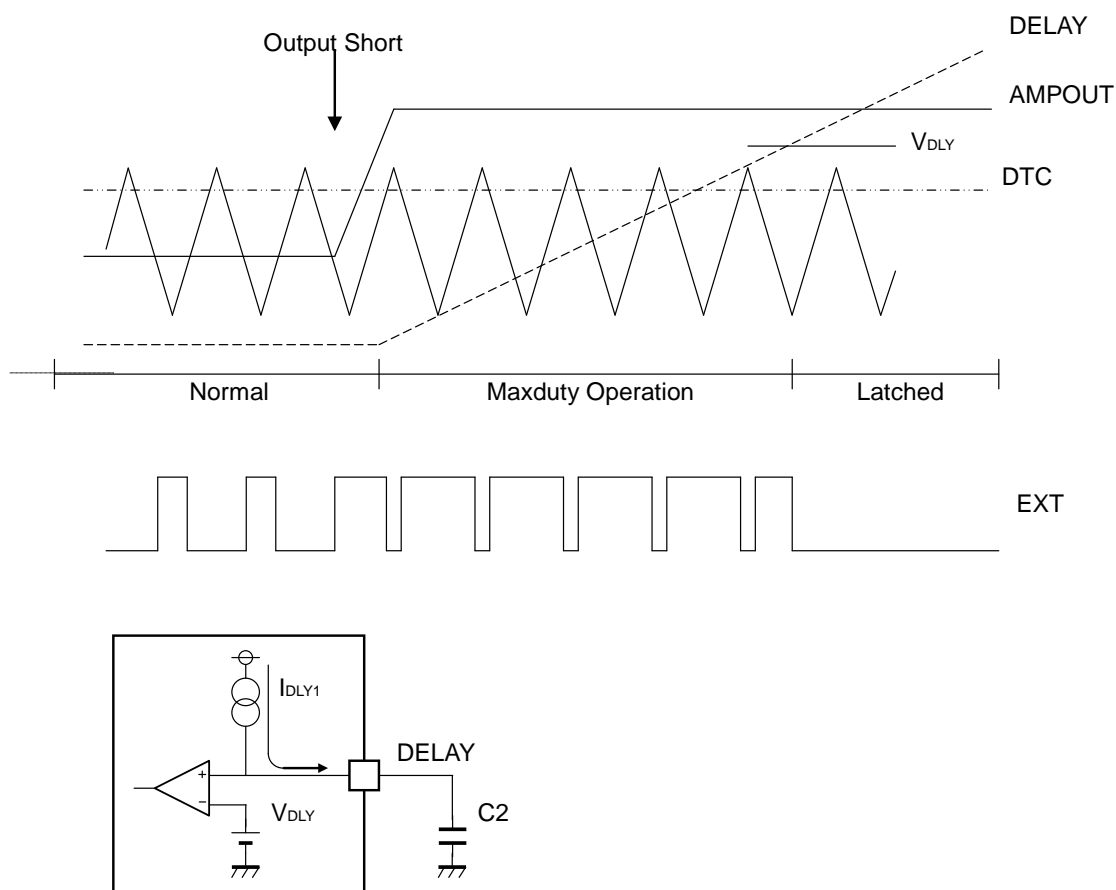 DELAY
Output Short
AMPOUT
VDLY
DTC
Normal
Maxduty Operation
Latched
EXT
IDLY1
DELAY
+
−
VDLY
C2